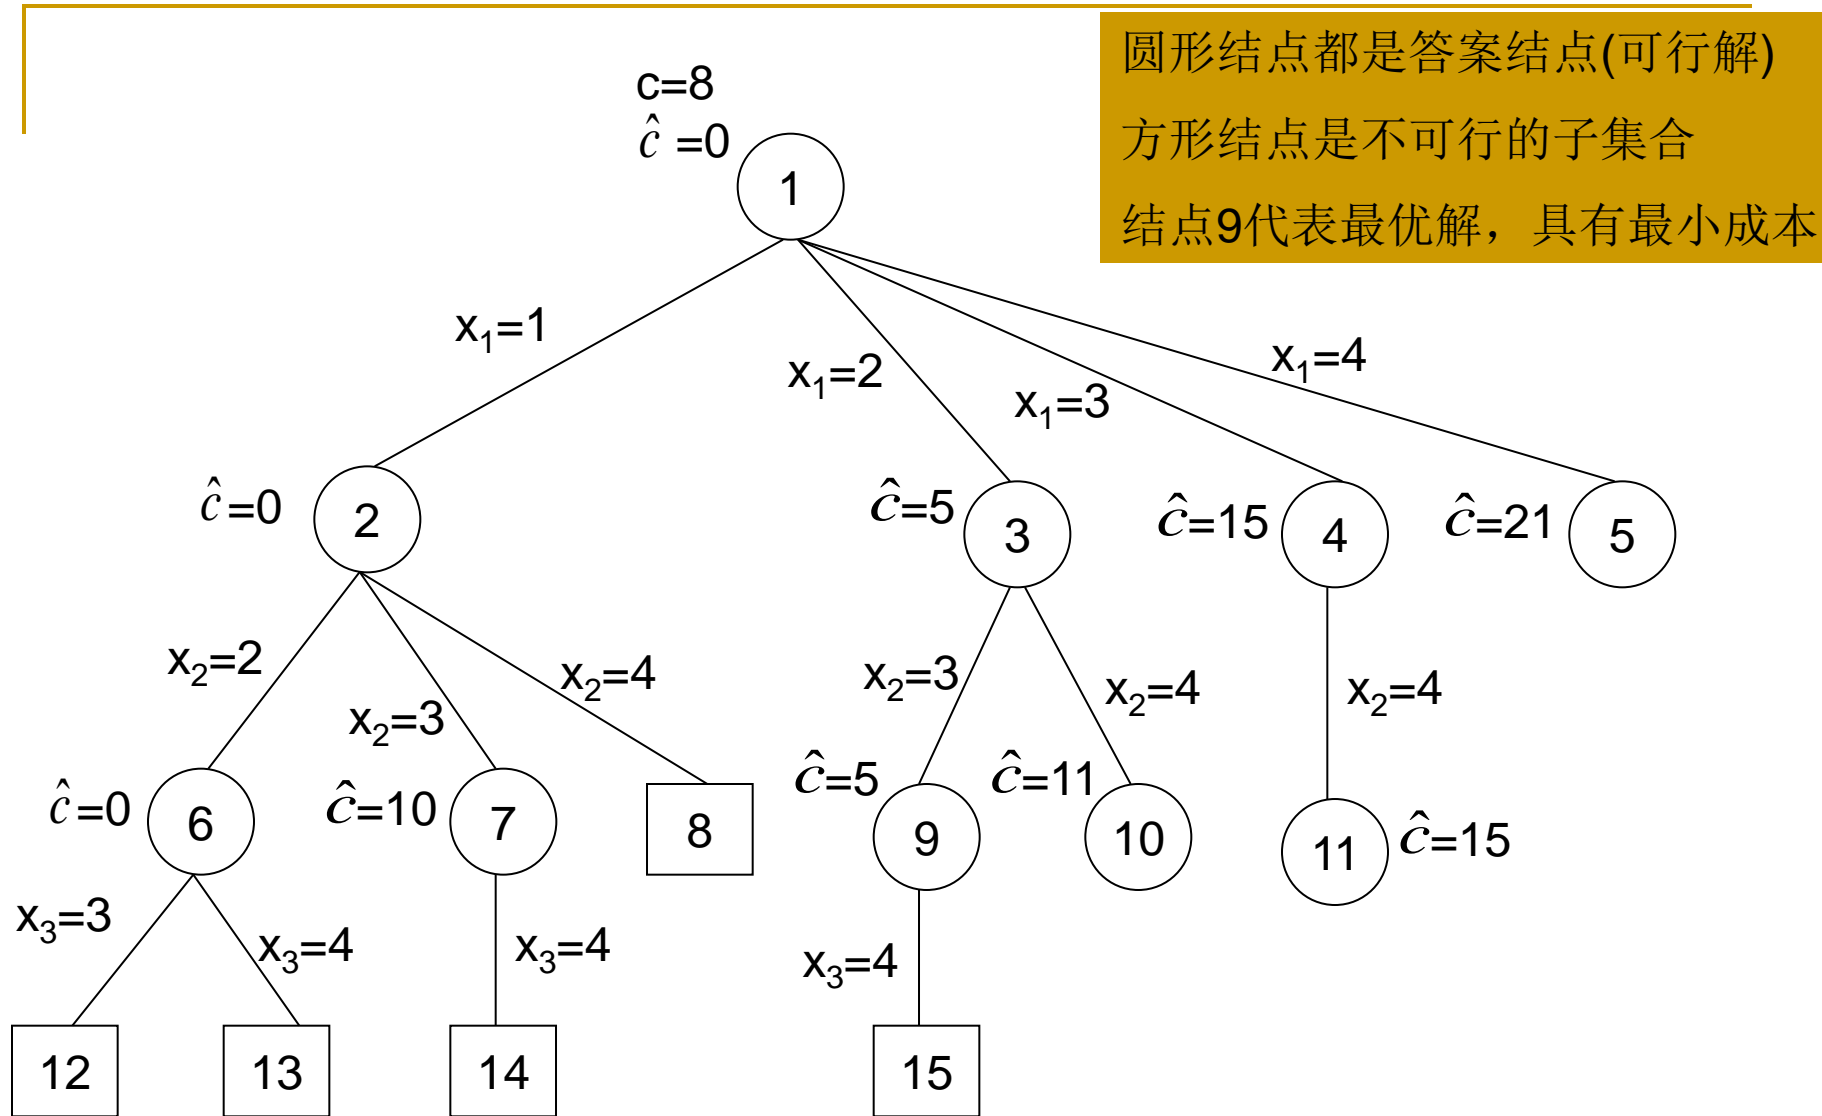 圆形结点都是答案结点(可行解)
方形结点是不可行的子集合
结点9代表最优解，具有最小成本
c=8
ĉ =0
1
x₁=1
x₁=2
x₁=3
x₁=4
ĉ=0
2
ĉ=5
3
ĉ=15
4
ĉ=21
5
x₂=2
x₂=3
x₂=4
x₂=3
x₂=4
x₂=4
ĉ=0
6
ĉ=10
7
8
ĉ=5
9
ĉ=11
10
11
ĉ=15
x₃=3
x₃=4
x₃=4
x₃=4
12
13
14
15